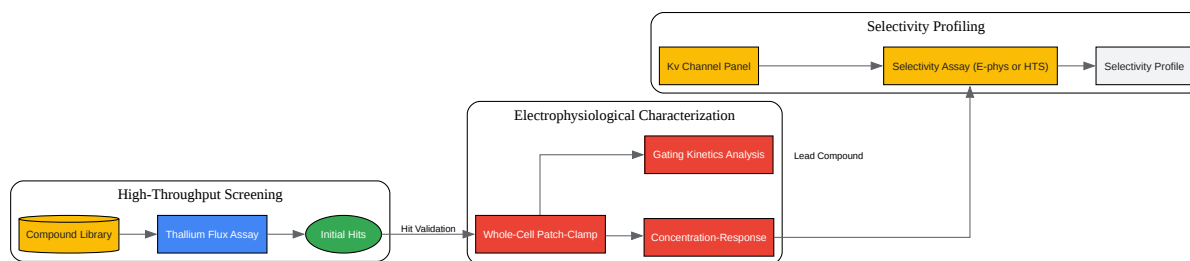 Selectivity Profiling
Kv Channel Panel
Selectivity Assay (E-phys or HTS)
Selectivity Profile
Electrophysiological Characterization
Gating Kinetics Analysis
Lead Compound
High-Throughput Screening
Compound Library
Thallium Flux Assay
Initial Hits
Hit Validation
Whole-Cell Patch-Clamp
Concentration-Response